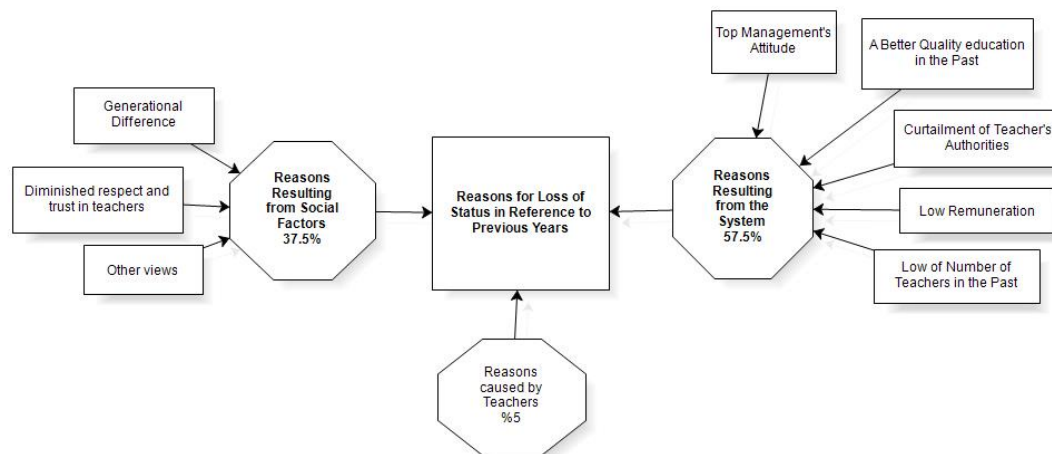 Top Management's
Attitude
A Better Quality education
in the Past
Generational
Difference
Curtailment of Teacher's
Authorities
Diminished respect and
trust in teachers
Reasons
Resulting
from Social
Factors
37.5%
Reasons for Loss of
Status in Reference to
Previous Years
Reasons
Resulting
from the
System
57.5%
Low Remuneration
Other views
Low of Number of
Teachers in the Past
Reasons
caused by
Teachers
%5